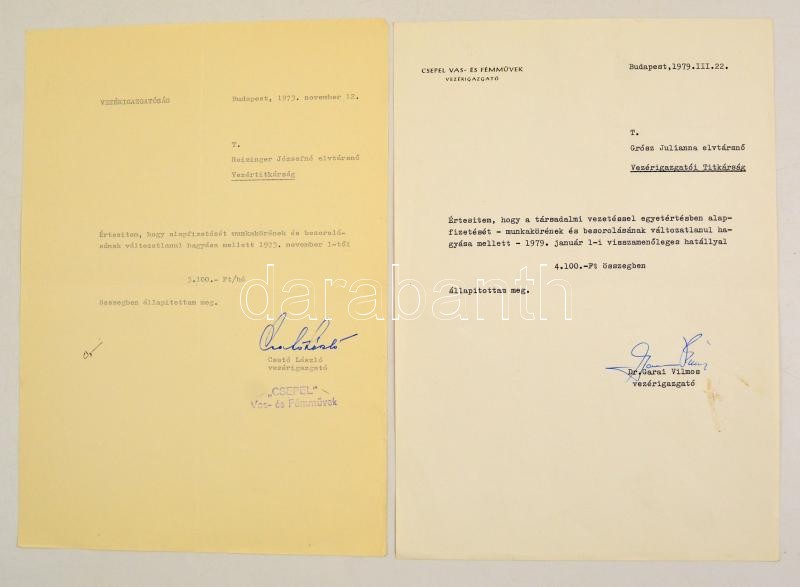 VEZÉRIGAZGATÓSÁG
Budapest, 1973. november 12.
T.
Reizinger Józsefné elvtársnő
Vezértitkárság
Értesitem, hogy alapfizetését munkakörének és besorolá-
sának változatlanul hagyása mellett 1973. november 1-től
3.100.- Ft/hó
összegben állapitottam meg.
Csató László
Csató László
vezérigazgató
„CSEPEL"
Vas- és Fémművek
CSEPEL VAS- ÉS FÉMMŰVEK
VEZÉRIGAZGATÓ
Budapest,1979.III.22.
T.
Grósz Julianna elvtársnő
Vezérigazgatói Titkárság
Értesitem, hogy a társadalmi vezetéssel egyetértésben alap-
fizetését - munkakörének és besorolásának változatlanul ha-
gyása mellett - 1979. január 1-i visszamenőleges hatállyal
4.100.-Ft összegben
állapitottam meg.
Dr.Garai Vilmos
vezérigazgató
darabanth